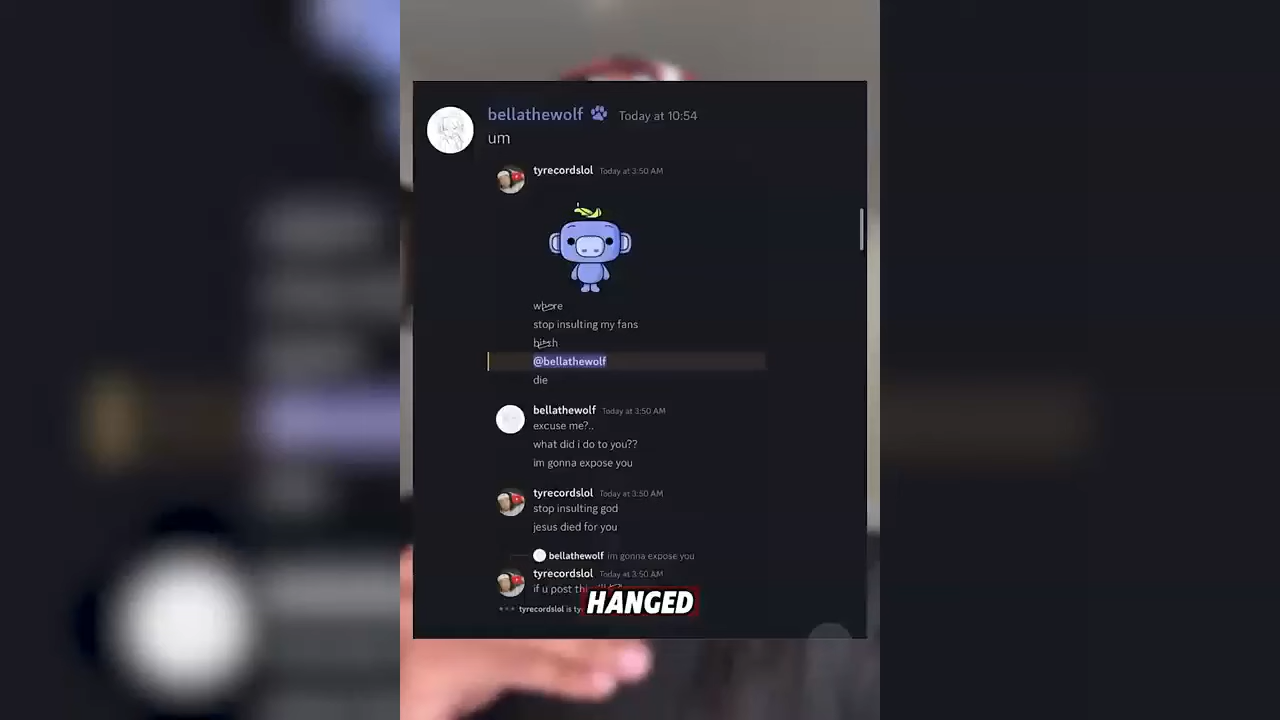 bellathewolf Today at 10:54
um
tyrecordslol Today at 3:50 AM
stop insulting my fans
@bellathewolf
die
bellathewolf Today at 3:50 AM
excuse me?..
what did i do to you??
im gonna expose you
tyrecordslol Today at 3:50 AM
stop insulting god
jesus died for you
bellathewolf im gonna expose you
tyrecordslol Today at 3:50 AM
if u post
HANGED
tyrecordslol is